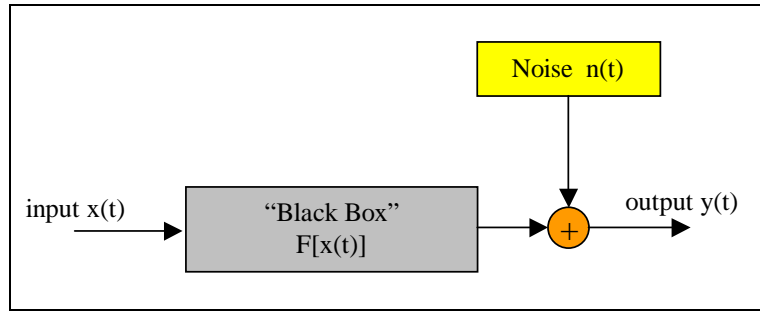 Noise n(t)
input x(t)
“Black Box”
F[x(t)]
+
output y(t)